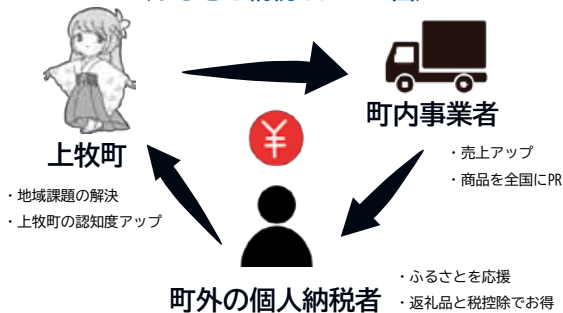 町内事業者
上牧町
・売上アップ
・商品を全国にPR
・地域課題の解決
・上牧町の認知度アップ
町外の個人納税者
・ふるさとを応援
・返礼品と税控除でお得